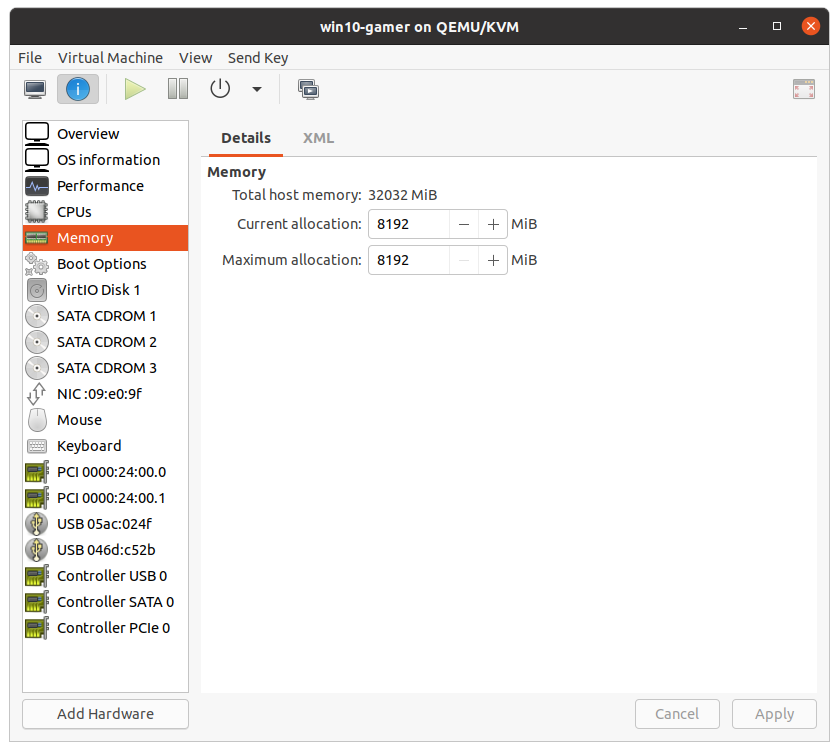 win10-gamer on QEMU/KVM
File Virtual Machine View Send Key
Overview
OS information
Performance
CPUs
Memory
Boot Options
VirtIO Disk 1
SATA CDROM 1
SATA CDROM 2
SATA CDROM 3
NIC :09:e0:9f
Mouse
Keyboard
PCI 0000:24:00.0
PCI 0000:24:00.1
USB 05ac:024f
USB 046d:c52b
Controller USB 0
Controller SATA 0
Controller PCIe 0
Add Hardware
Details XML
Memory
Total host memory: 32032 MiB
Current allocation: 8192 − + MiB
Maximum allocation: 8192 − + MiB
Cancel Apply